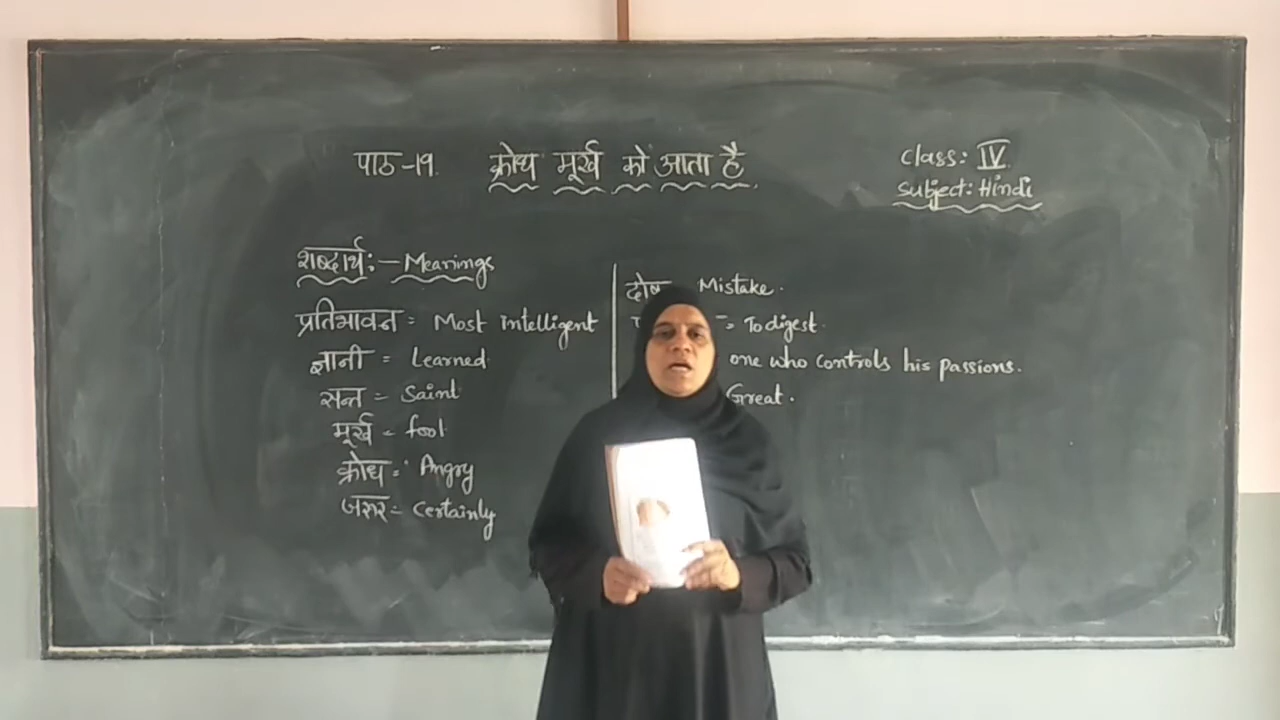 पाठ-19. क्रोध मूर्ख को आता है
Class: IV
Subject: Hindi
शब्दार्थ:- Mearings
प्रतिभावन = Most intelligent
ज्ञानी = Learned
सन्त = Saint
मूर्ख = fool
क्रोध = Angry
जरूर = Certainly
दोष Mistake.
= To digest.
one who controls his passions.
Great.